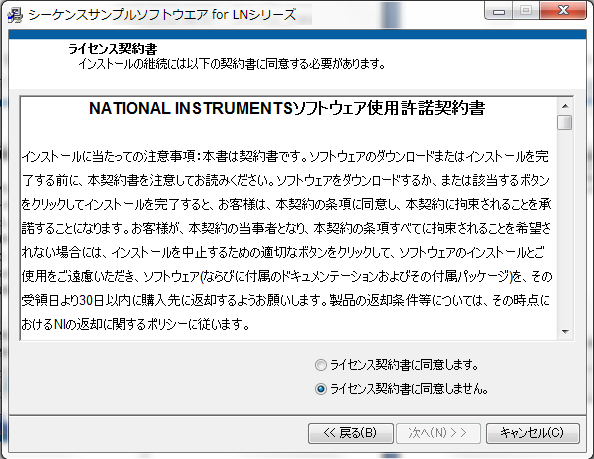 シーケンスサンプルソフトウエア for LNシリーズ
ライセンス契約書
インストールの継続には以下の契約書に同意する必要があります。
NATIONAL INSTRUMENTSソフトウェア使用許諾契約書
インストールに当たっての注意事項：本書は契約書です。ソフトウェアのダウンロードまたはインストールを完
了する前に、本契約書を注意してお読みください。ソフトウェアをダウンロードするか、または該当するボタン
をクリックしてインストールを完了すると、お客様は、本契約の条項に同意し、本契約に拘束されることを承
諾することになります。お客様が、本契約の当事者となり、本契約の条項すべてに拘束されることを希望さ
れない場合には、インストールを中止するための適切なボタンをクリックして、ソフトウェアのインストールとご
使用をご遠慮いただき、ソフトウェア(ならびに付属のドキュメンテーションおよびその付属パッケージ)を、その
受領日より30日以内に購入先に返却するようお願いします。製品の返却条件等については、その時点に
おけるNIの返却に関するポリシーに従います。
ライセンス契約書に同意します。
ライセンス契約書に同意しません。
<< 戻る(B)
次へ(N) >>
キャンセル(C)